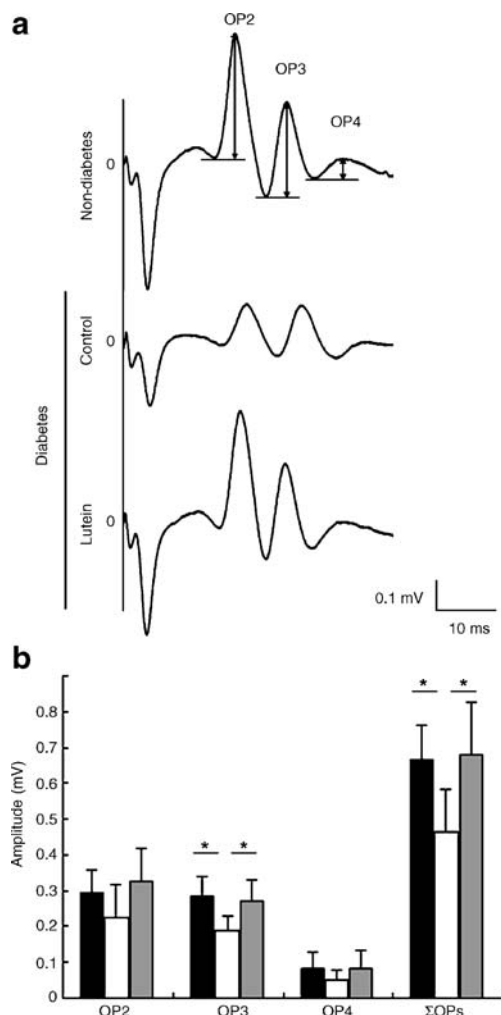 a
OP2
OP3
OP4
Non-diabetes
0
Diabetes
Control
0
Lutein
0
0.1 mV
10 ms
b
Amplitude (mV)
0.8
0.7
0.6
0.5
0.4
0.3
0.2
0.1
0
* *
* *
OP2 OP3 OP4 ΣOPs